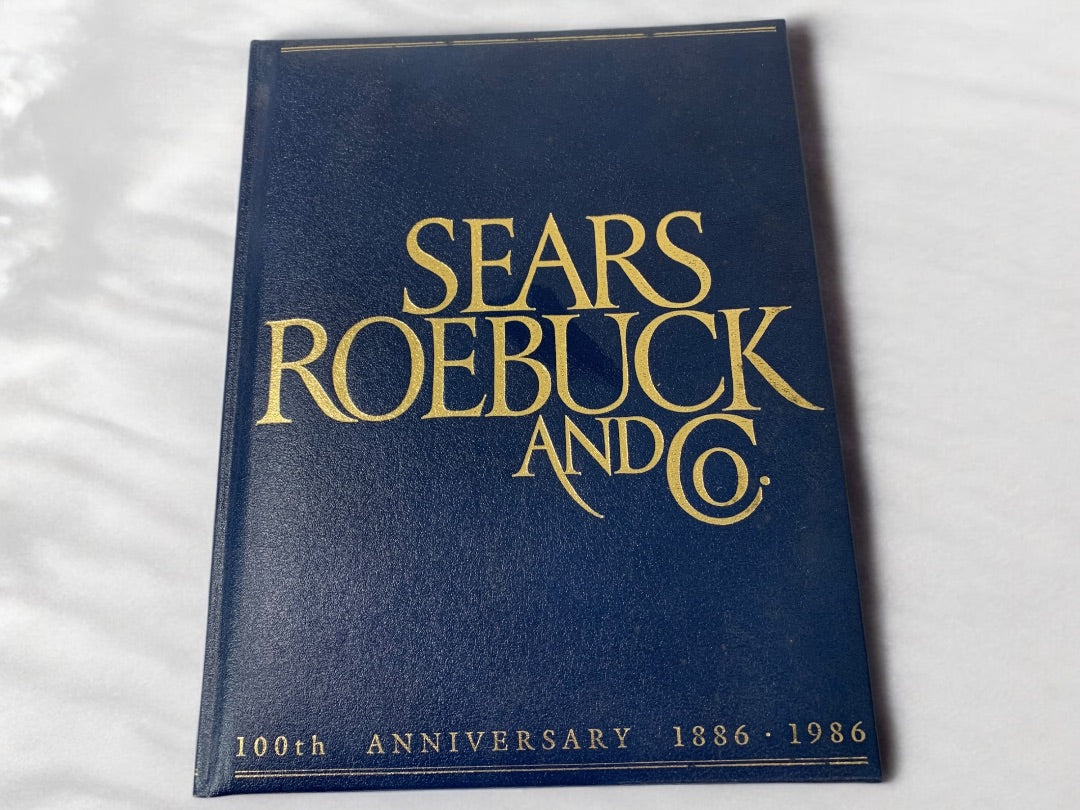 SEARS
ROEBUCK
AND CO.
100th ANNIVERSARY 1886 · 1986